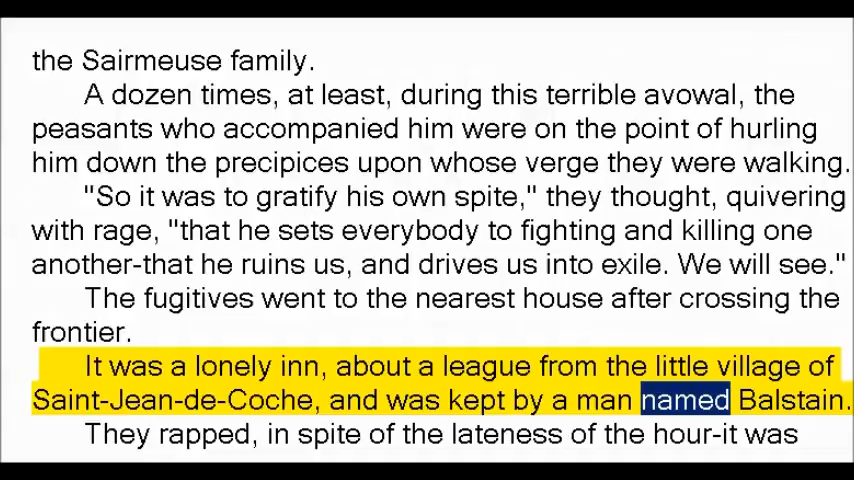 the Sairmeuse family.
A dozen times, at least, during this terrible avowal, the
peasants who accompanied him were on the point of hurling
him down the precipices upon whose verge they were walking.
"So it was to gratify his own spite," they thought, quivering
with rage, "that he sets everybody to fighting and killing one
another-that he ruins us, and drives us into exile. We will see."
The fugitives went to the nearest house after crossing the
frontier.
It was a lonely inn, about a league from the little village of
Saint-Jean-de-Coche, and was kept by a man named Balstain.
They rapped, in spite of the lateness of the hour-it was